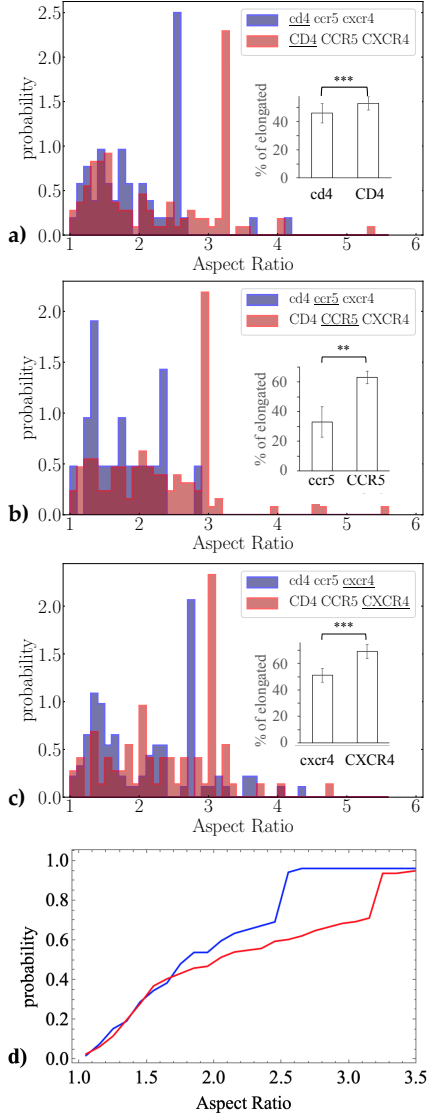 cd4 ccr5 cxcr4
CD4 CCR5 CXCR4
probability
2.5
2.0
1.5
1.0
0.5
0.0
***
% of elongated
40
20
0
cd4 CD4
1 2 3 4 5 6
a) Aspect Ratio
cd4 ccr5 cxcr4
CD4 CCR5 CXCR4
probability
2.0
1.5
1.0
0.5
0.0
**
% of elongated
60
40
20
0
ccr5 CCR5
1 2 3 4 5 6
b) Aspect Ratio
cd4 ccr5 cxcr4
CD4 CCR5 CXCR4
probability
2.0
1.5
1.0
0.5
0.0
***
% of elongated
60
40
20
0
cxcr4 CXCR4
1 2 3 4 5 6
c) Aspect Ratio
probability
1.0
0.8
0.6
0.4
0.2
0.0
d)
1.0 1.5 2.0 2.5 3.0 3.5
Aspect Ratio